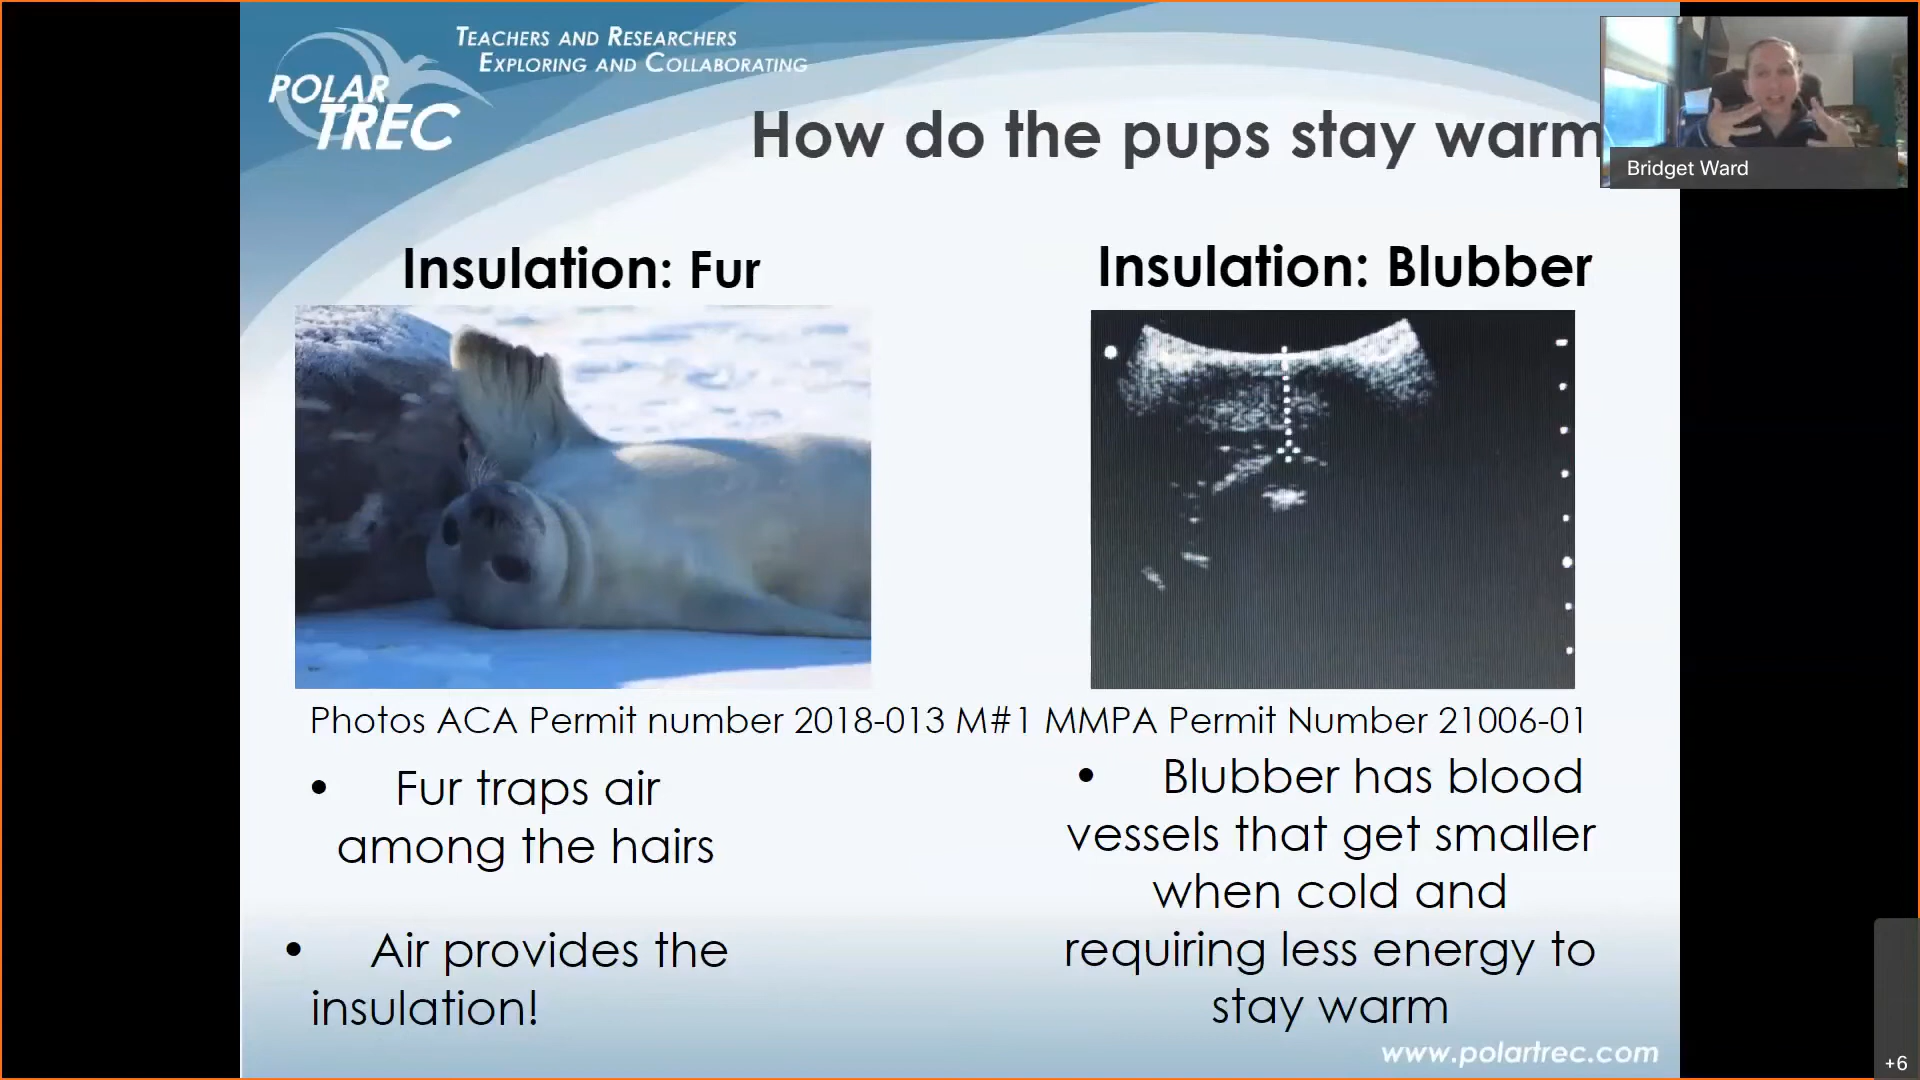 TEACHERS AND RESEARCHERS
EXPLORING AND COLLABORATING
POLAR
TREC
How do the pups stay warm
Bridget Ward
Insulation: Fur
Insulation: Blubber
Photos ACA Permit number 2018-013 M#1 MMPA Permit Number 21006-01
• Fur traps air
among the hairs
• Air provides the
insulation!
• Blubber has blood
vessels that get smaller
when cold and
requiring less energy to
stay warm
www.polartrec.com
+6